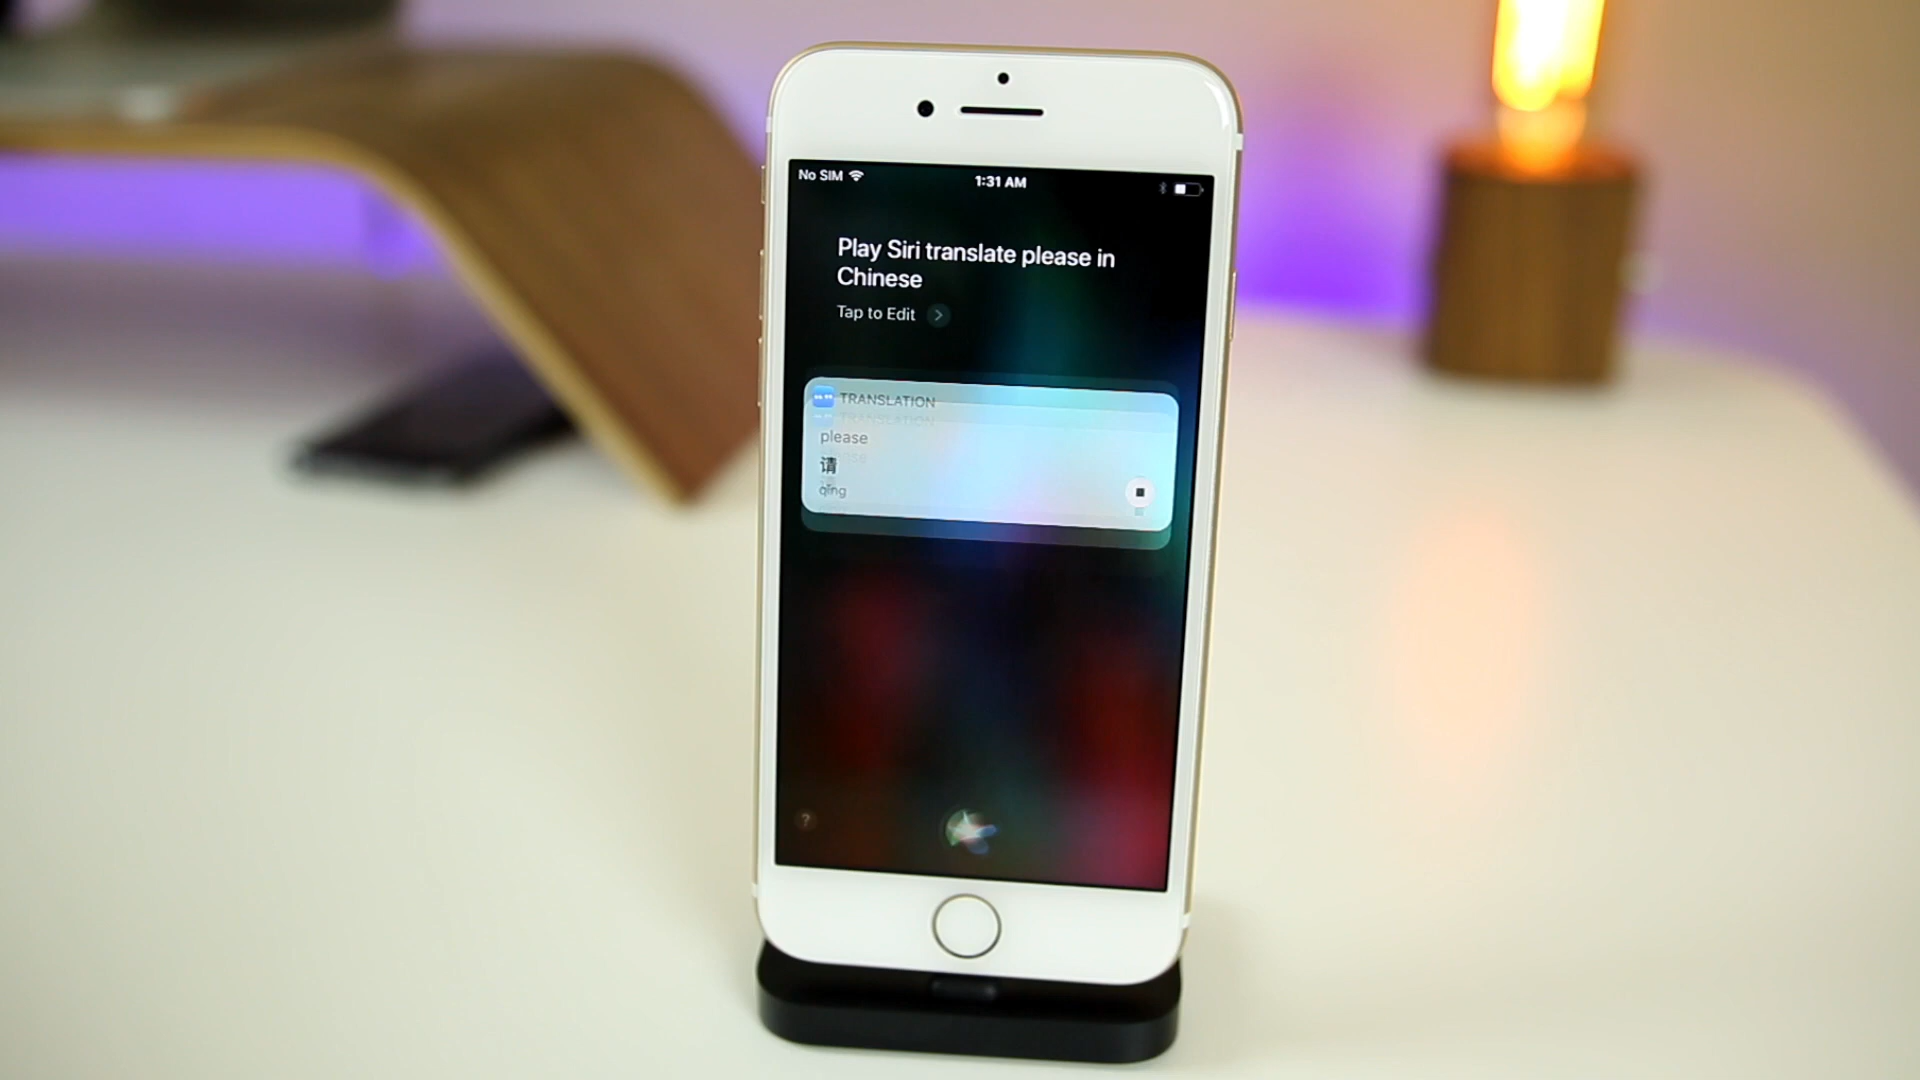 No SIM
1:31 AM
Play Siri translate please in
Chinese
Tap to Edit
TRANSLATION
please
请
qǐng
?